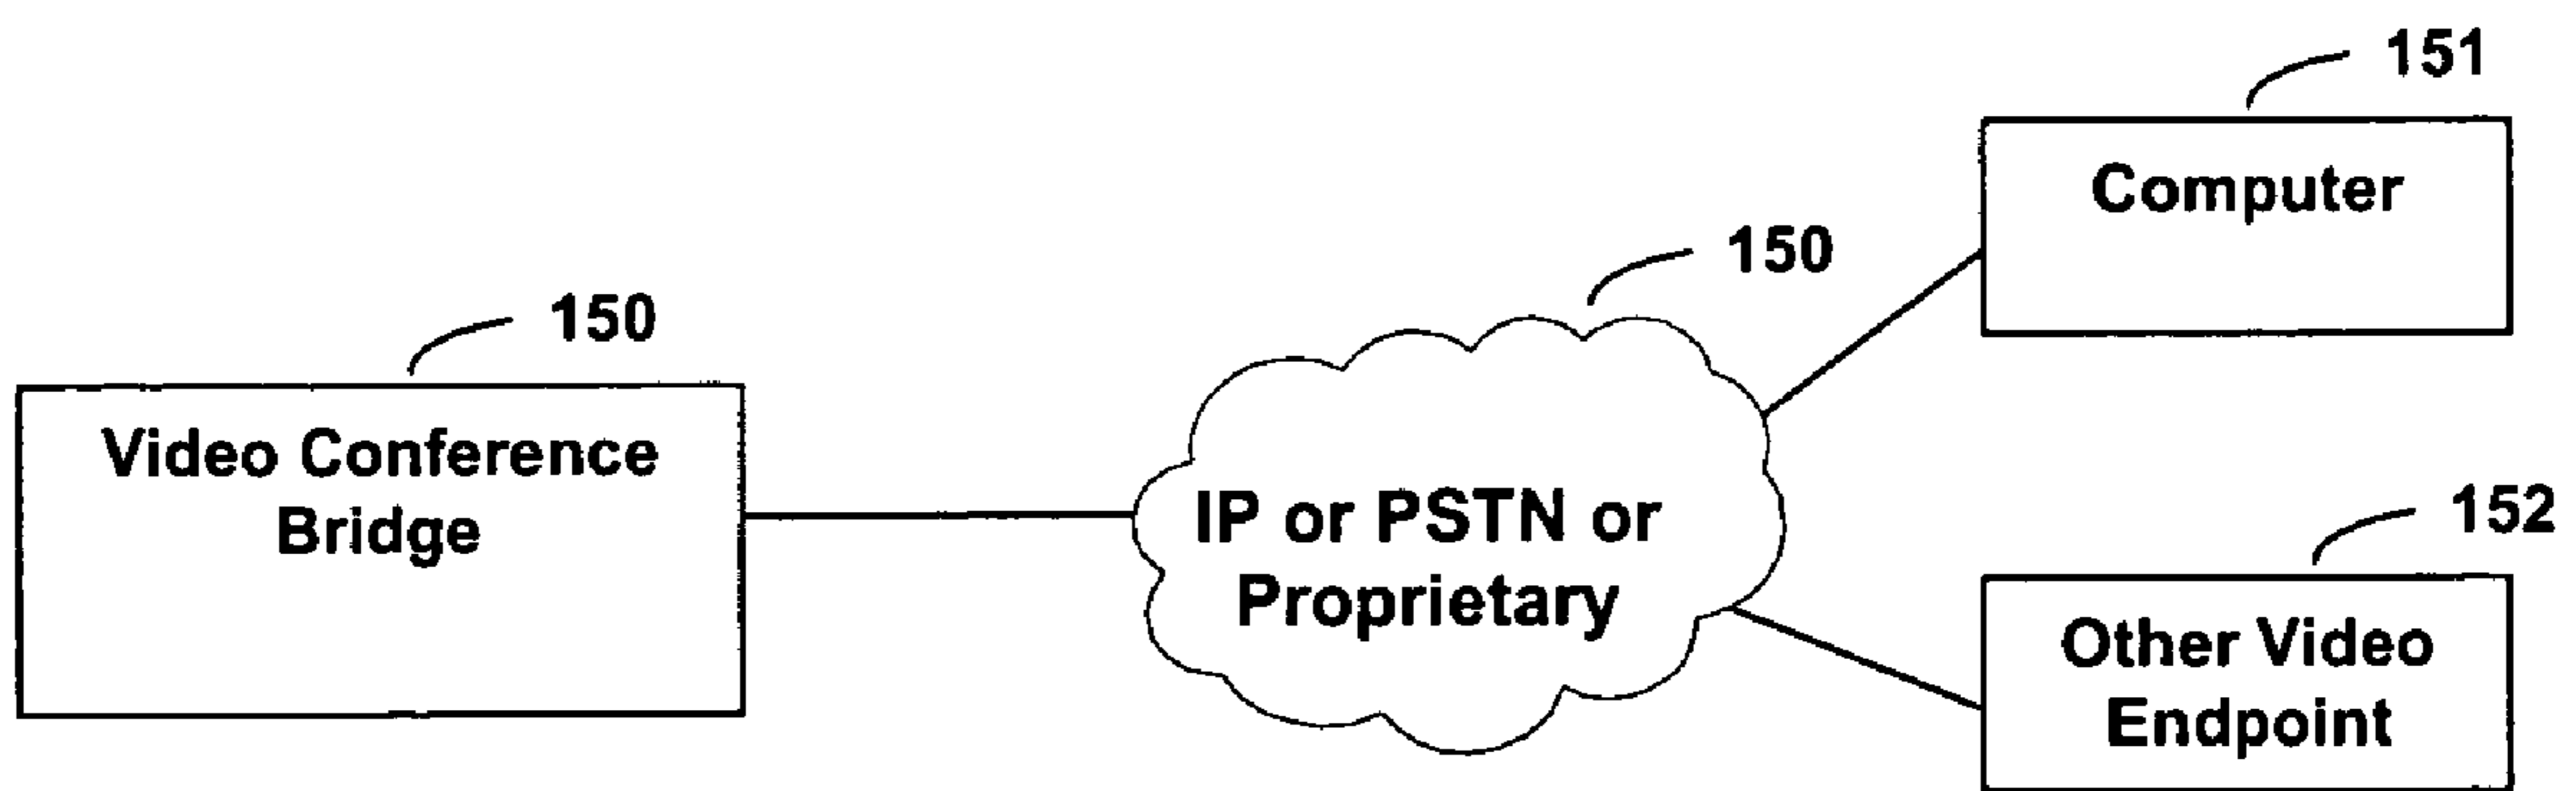 151
Computer
150
150
Video Conference
Bridge
IP or PSTN or
Proprietary
152
Other Video
Endpoint